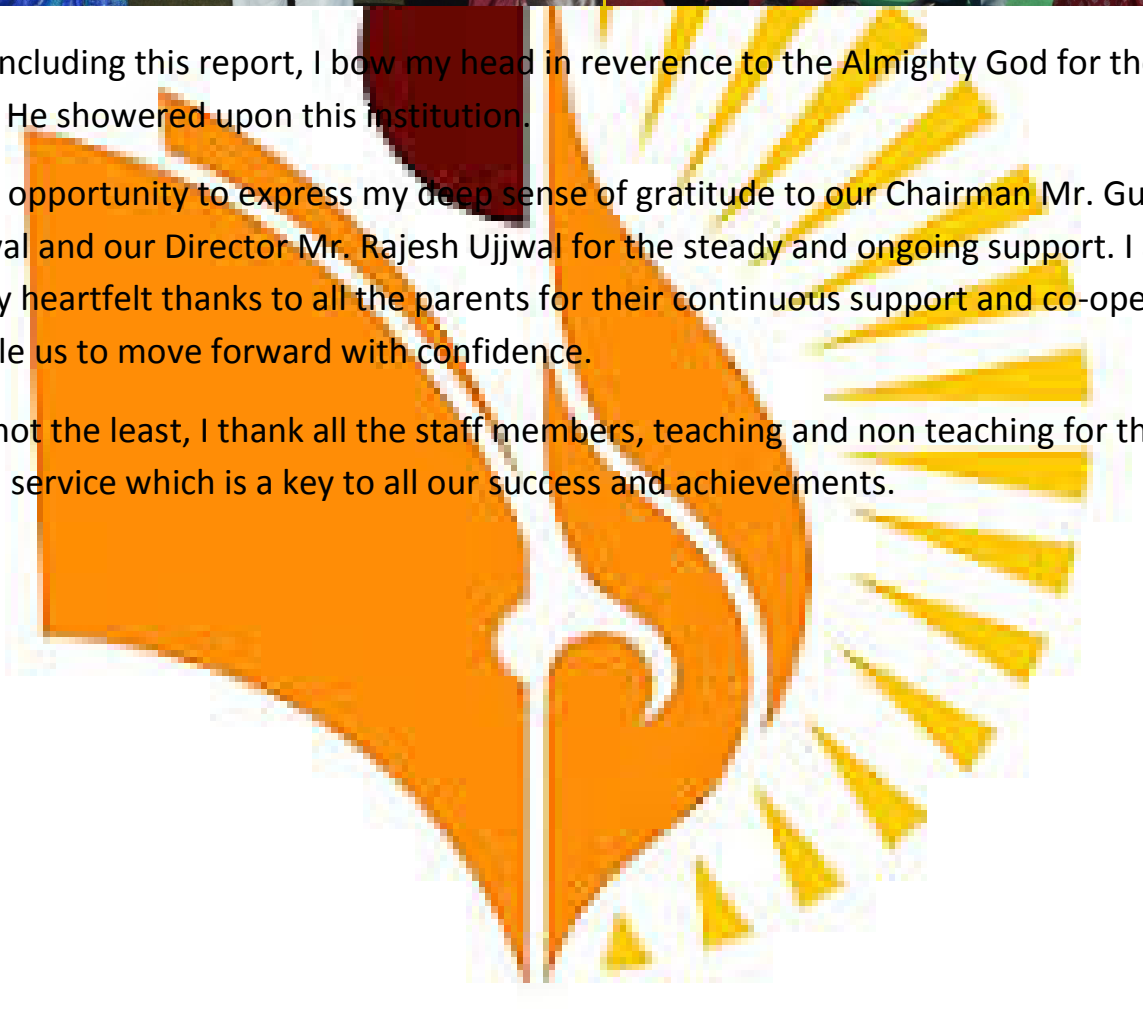 ncluding this report, I bow my head in reverence to the Almighty God for the
He showered upon this institution.
opportunity to express my deep sense of gratitude to our Chairman Mr. Gu
al and our Director Mr. Rajesh Ujjwal for the steady and ongoing support. I
y heartfelt thanks to all the parents for their continuous support and co-ope
le us to move forward with confidence.
not the least, I thank all the staff members, teaching and non teaching for th
service which is a key to all our success and achievements.